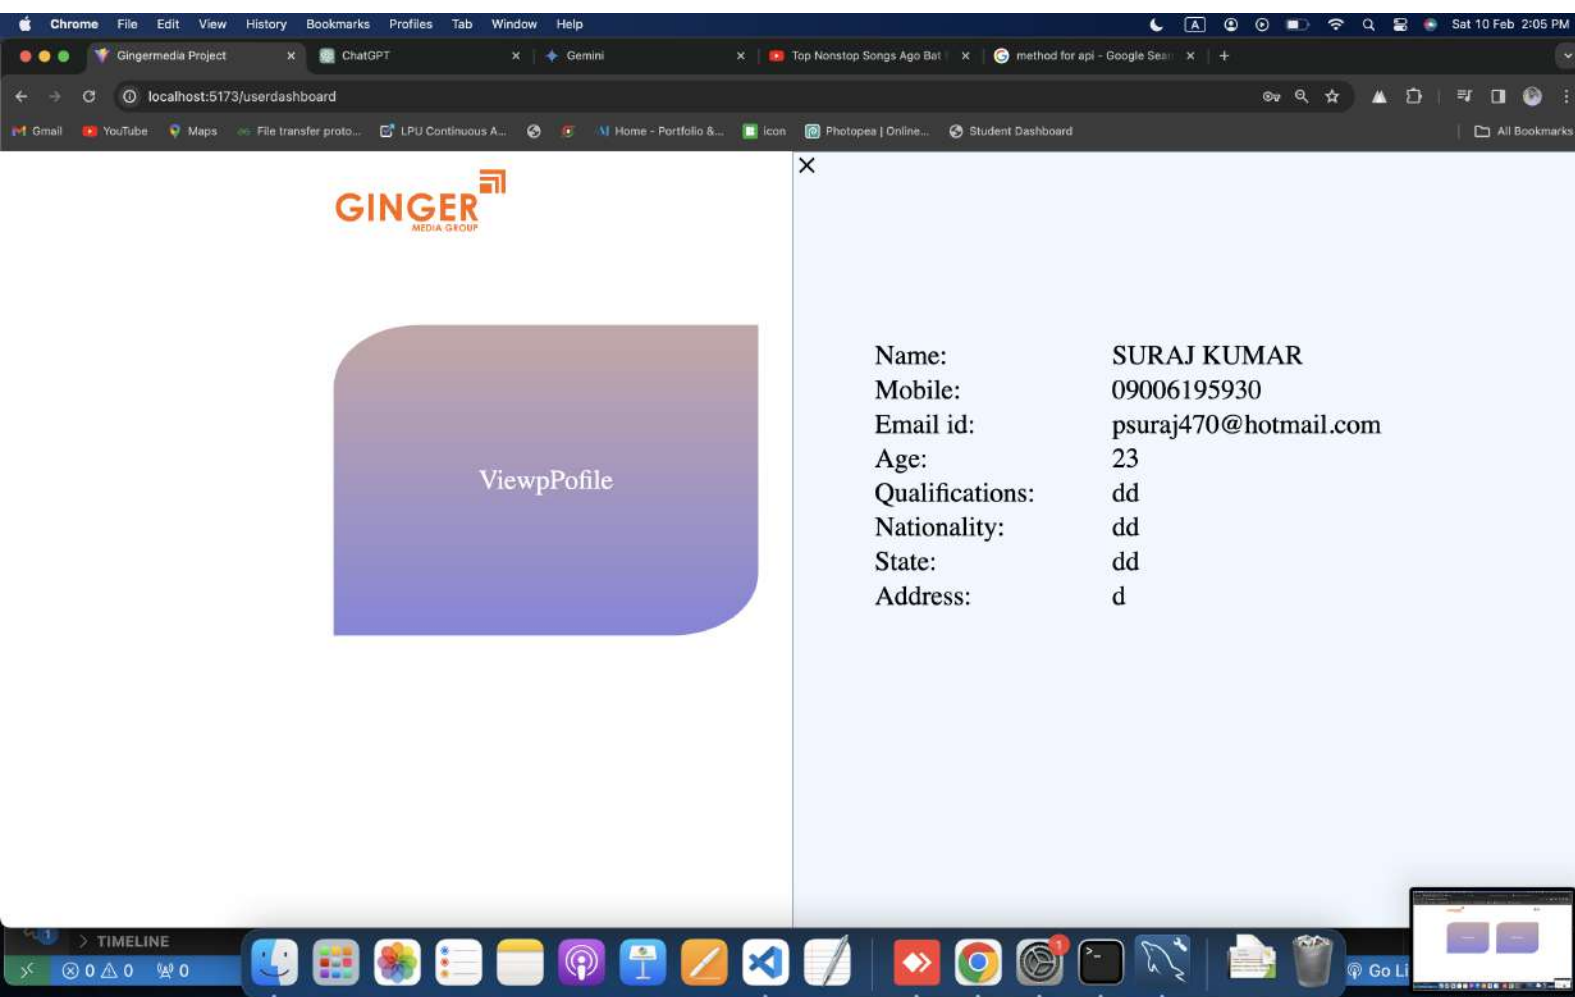 Chrome File Edit View History Bookmarks Profiles Tab Window Help A Sat 10 Feb 2:05 PM
Gingermedia Project ChatGPT Gemini Top Nonstop Songs Ago Bat method for api - Google Sear
localhost:5173/userdashboard
Gmail YouTube Maps File transfer proto... LPU Continuous A... Home - Portfolio &... icon Photopea | Online... Student Dashboard All Bookmarks
GINGER
MEDIA GROUP
ViewpPofile
Name: SURAJ KUMAR
Mobile: 09006195930
Email id: psuraj470@hotmail.com
Age: 23
Qualifications: dd
Nationality: dd
State: dd
Address: d
1 TIMELINE
0 0 0 1 Go Li